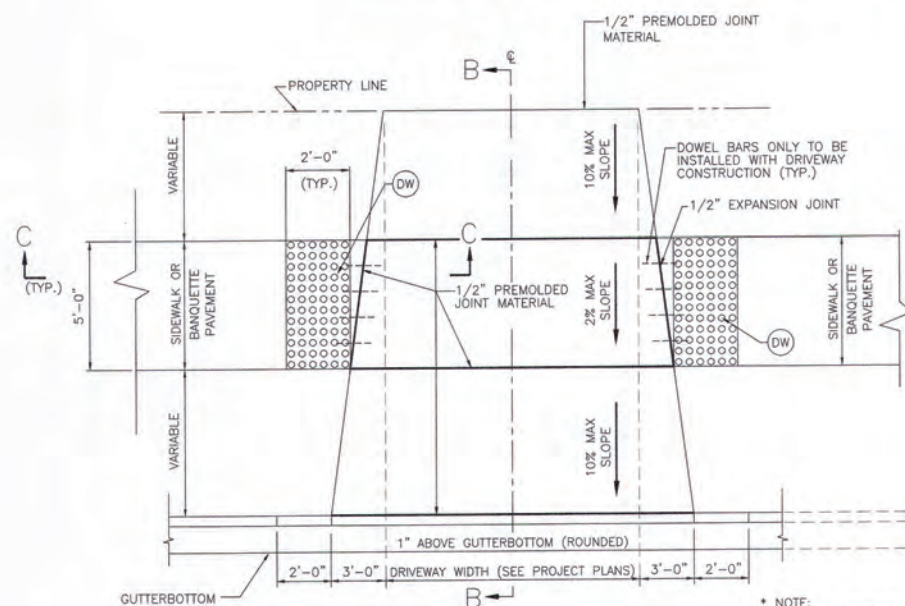 1/2" PREMOLDED JOINT
MATERIAL
B
℄
PROPERTY LINE
VARIABLE
2'-0"
(TYP.)
DW
10% MAX
SLOPE
DOWEL BARS ONLY TO BE
INSTALLED WITH DRIVEWAY
CONSTRUCTION (TYP.)
1/2" EXPANSION JOINT
C
(TYP.)
5'-0"
SIDEWALK OR
BANQUETTE
PAVEMENT
C
1/2" PREMOLDED
JOINT MATERIAL
2% MAX
SLOPE
DW
SIDEWALK OR
BANQUETTE
PAVEMENT
VARIABLE
10% MAX
SLOPE
1" ABOVE GUTTERBOTTOM (ROUNDED)
2'-0"
3'-0"
DRIVEWAY WIDTH (SEE PROJECT PLANS)
3'-0"
2'-0"
GUTTERBOTTOM
B
* NOTE: